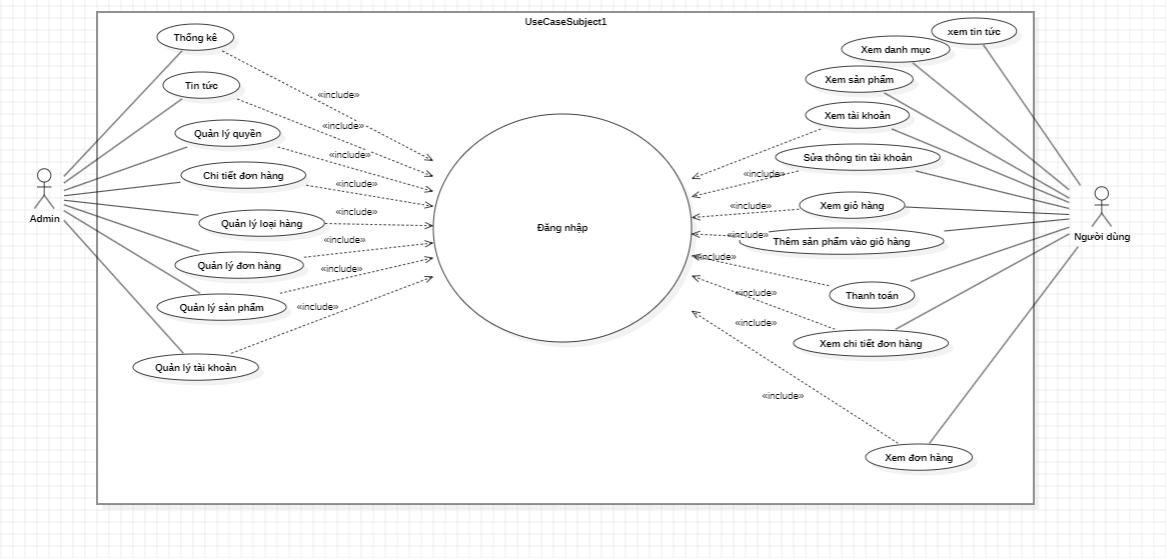 UseCaseSubject1
Thống kê
Tin tức
Quản lý quyền
Chi tiết đơn hàng
Quản lý loại hàng
Quản lý đơn hàng
Quản lý sản phẩm
Quản lý tài khoản
Admin
«include»
«include»
«include»
«include»
«include»
«include»
«include»
«include»
Đăng nhập
xem tin tức
Xem danh mục
Xem sản phẩm
Xem tài khoản
Sửa thông tin tài khoản
Xem giỏ hàng
Thêm sản phẩm vào giỏ hàng
Thanh toán
Xem chi tiết đơn hàng
Xem đơn hàng
«include»
«include»
«include»
«include»
«include»
«include»
«include»
Người dùng